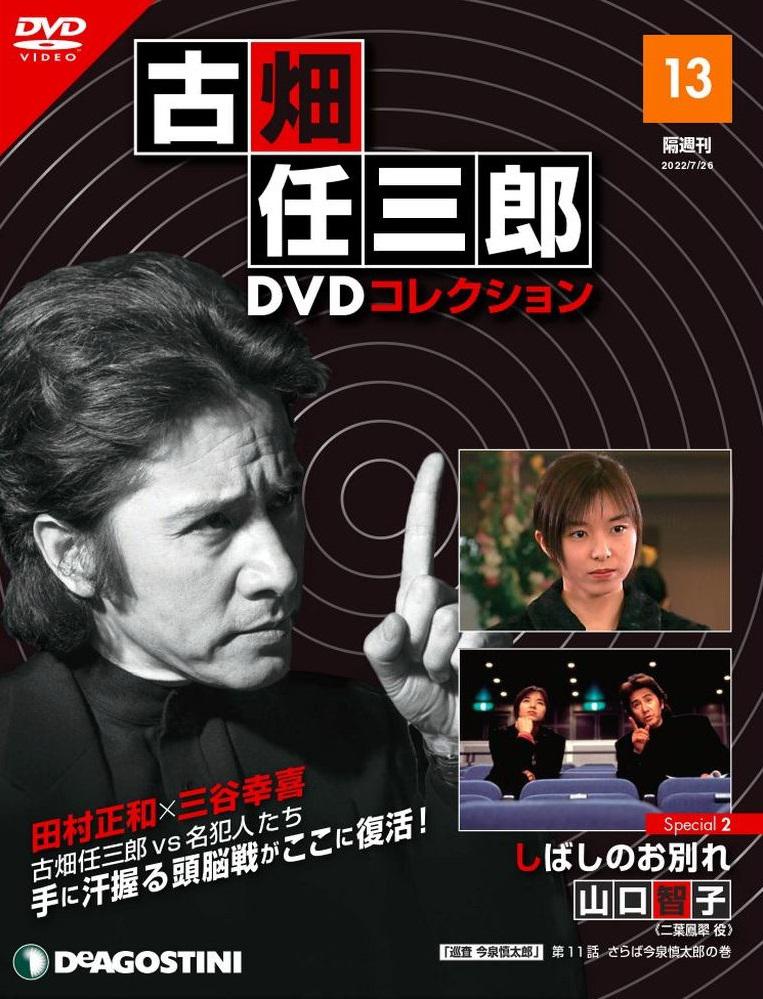 DVD
VIDEO
古畑
任三郎
DVDコレクション
13
隔週刊
2022/7/26
田村正和×三谷幸喜
古畑任三郎vs名犯人たち
手に汗握る頭脳戦がここに復活!
DeAGOSTINI
Special 2
しばしのお別れ
山口智子
《二葉鳳翆 役》
「巡査 今泉慎太郎」 第11話 さらば今泉慎太郎の巻